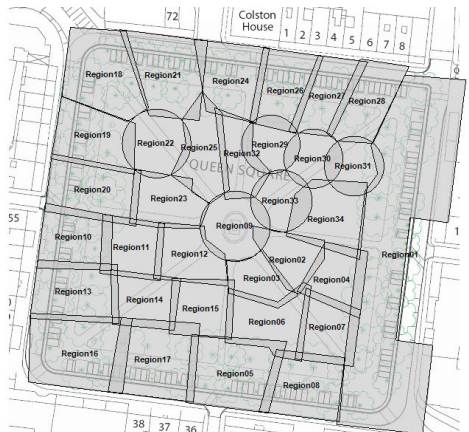 72
Colston
House
1 2 3 4 5 6 7 8
Region18
Region21
Region24
Region26
Region27
Region28
Region19
Region22
Region25
Region32
Region29
Region30
Region31
QUEEN SQUARE
Region20
Region23
Region33
Region34
55
Region10
Region11
Region12
Region09
Region02
Region01
Region03
Region04
Region13
Region14
Region15
Region06
Region07
Region16
Region17
Region05
Region08
38 37 36